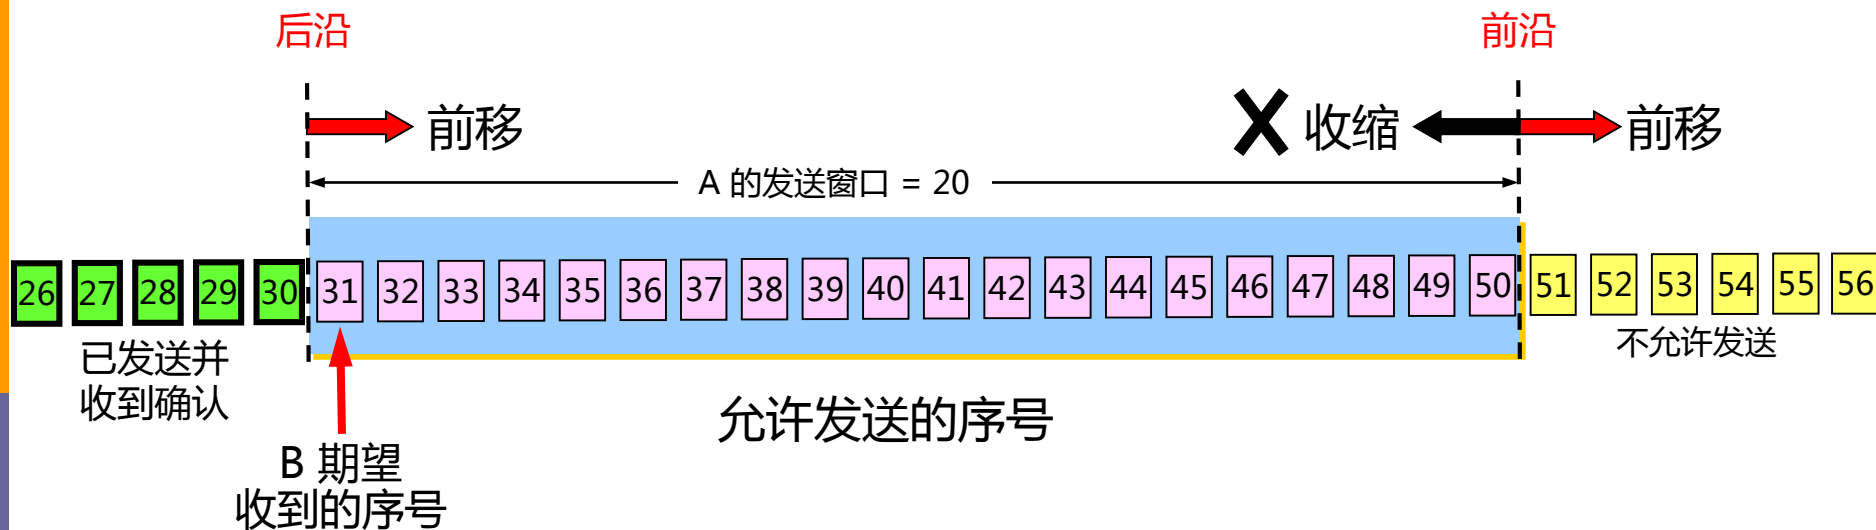 后沿
前沿
前移
收缩
前移
A 的发送窗口 = 20
26 27 28 29 30 31 32 33 34 35 36 37 38 39 40 41 42 43 44 45 46 47 48 49 50 51 52 53 54 55 56
已发送并
收到确认
不允许发送
允许发送的序号
B 期望
收到的序号